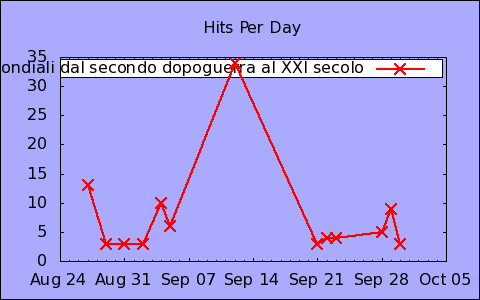 Hits Per Day
ondiali dal secondo dopoguerra al XXI secolo
35
30
25
20
15
10
5
0
Aug 24 Aug 31 Sep 07 Sep 14 Sep 21 Sep 28 Oct 05